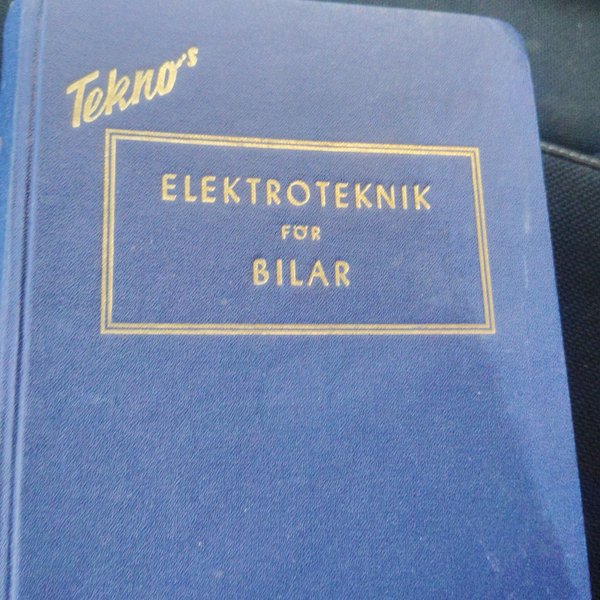 Tekno's
ELEKTROTEKNIK
FÖR
BILAR